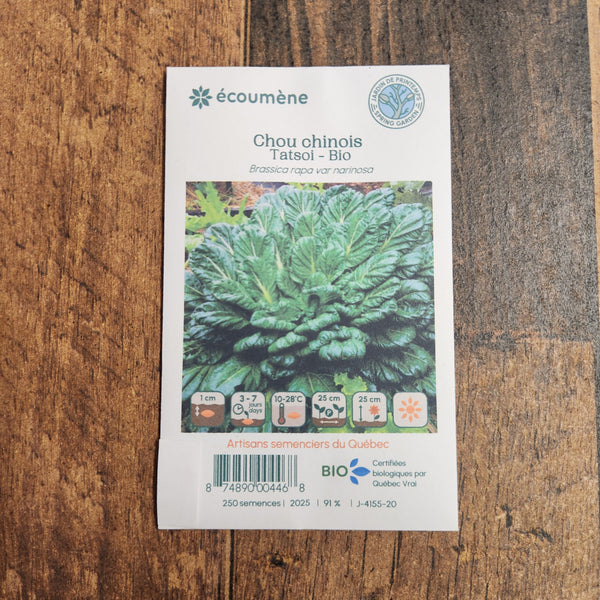 écoumène
JARDIN DE PRINTEMPS
SPRING GARDEN
Chou chinois
Tatsoi - Bio
Brassica rapa var narinosa
1 cm
3 - 7
jours
days
10-28°C
25 cm
25 cm
P
Artisans semenciers du Québec
8 74890 00446 8
BIO
Certifiées
biologiques par
Québec Vrai
250 semences | 2025 | 91 % | J-4155-20